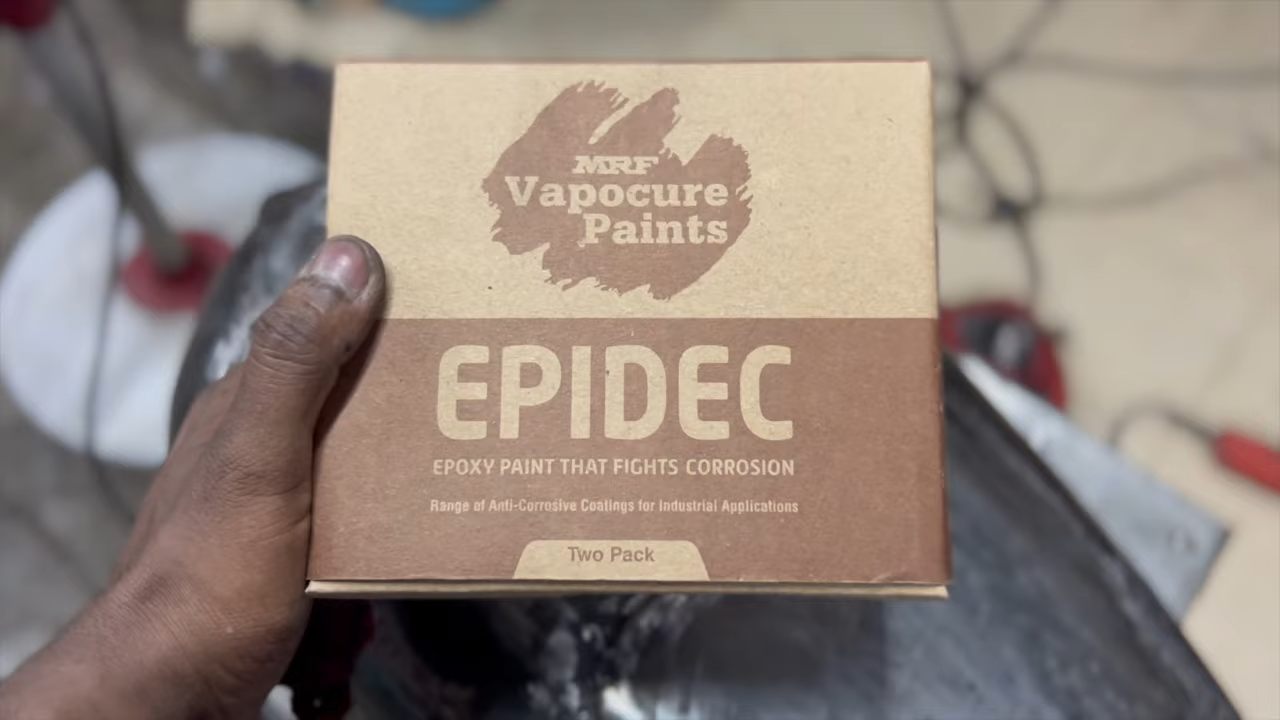 MRF
Vapocure
Paints
EPIDEC
EPOXY PAINT THAT FIGHTS CORROSION
Range of Anti-Corrosive Coatings for Industrial Applications
Two Pack